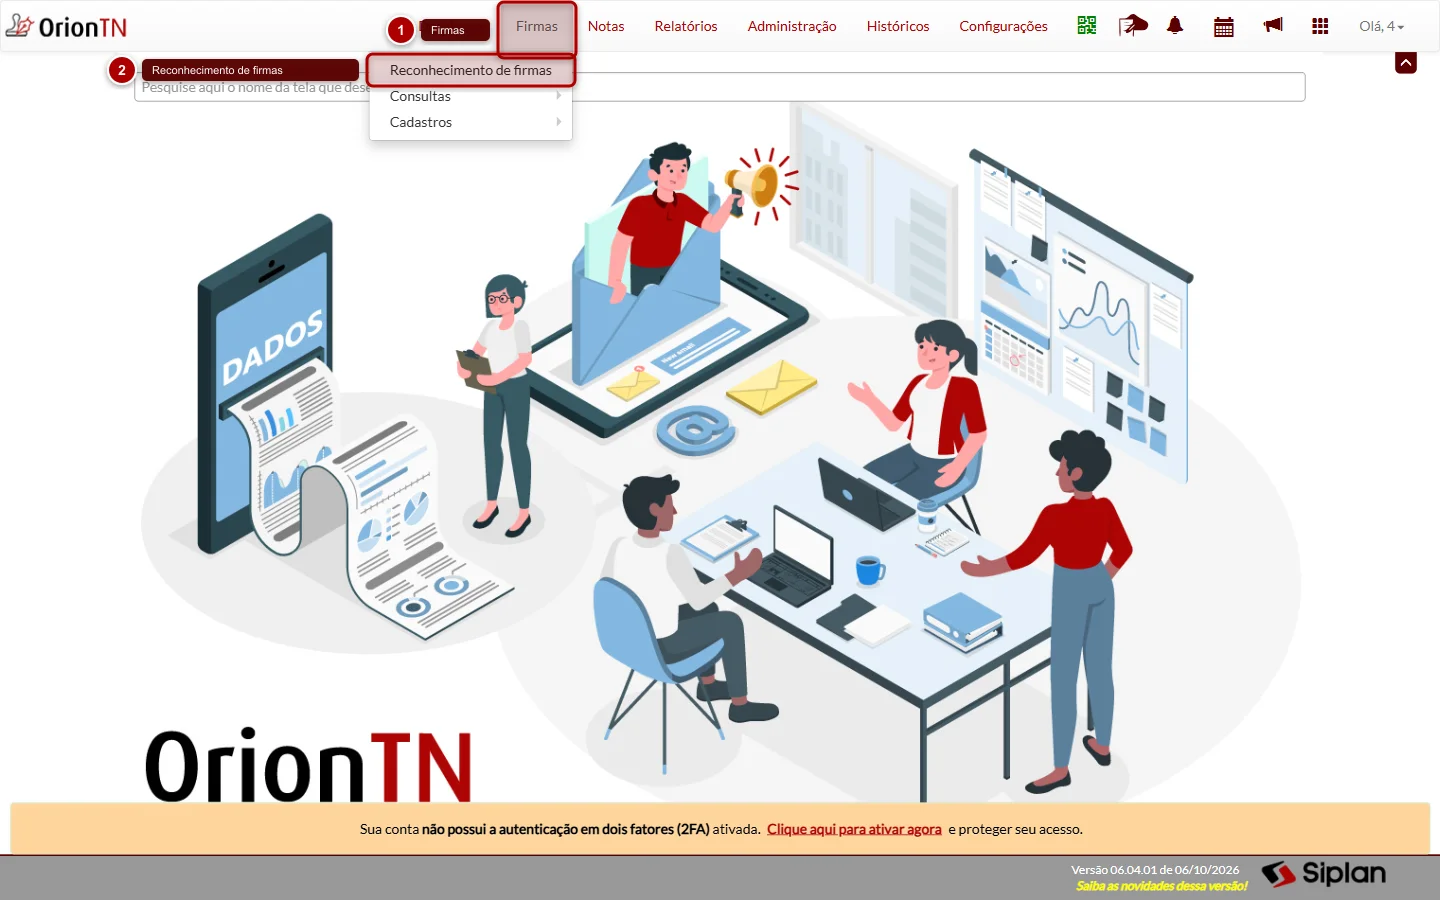 OrionTN
1 Firmas
Firmas
Notas
Relatórios
Administração
Históricos
Configurações
Olá, 4
2 Reconhecimento de firmas
Reconhecimento de firmas
Pesquise aqui o nome da tela que
Consultas
Cadastros
DADOS
New email
@
OrionTN
Sua conta não possui a autenticação em dois fatores (2FA) ativada. Clique aqui para ativar agora e proteger seu acesso.
Versão 06.04.01 de 06/10/2026
Saiba as novidades dessa versão!
Siplan